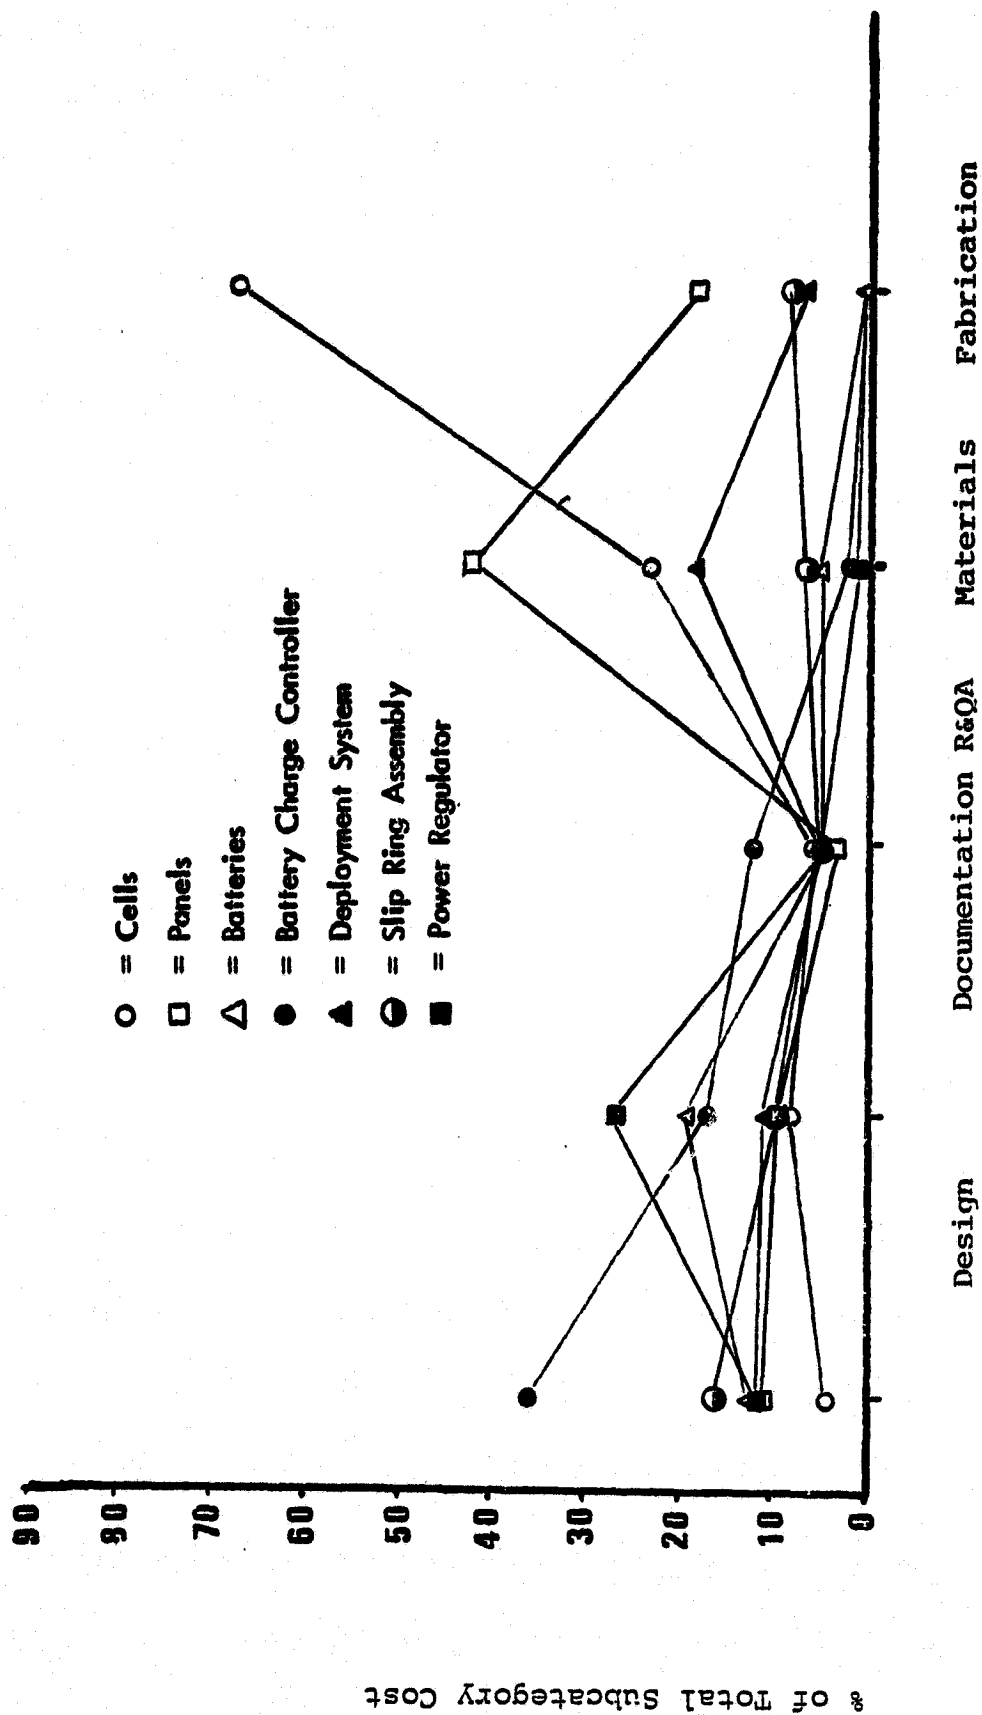 % of Total Subcategory Cost
90
80
70
60
50
40
30
20
10
0
= Cells
= Panels
= Batteries
= Battery Charge Controller
= Deployment System
= Slip Ring Assembly
= Power Regulator
Design Documentation R&QA Materials Fabrication